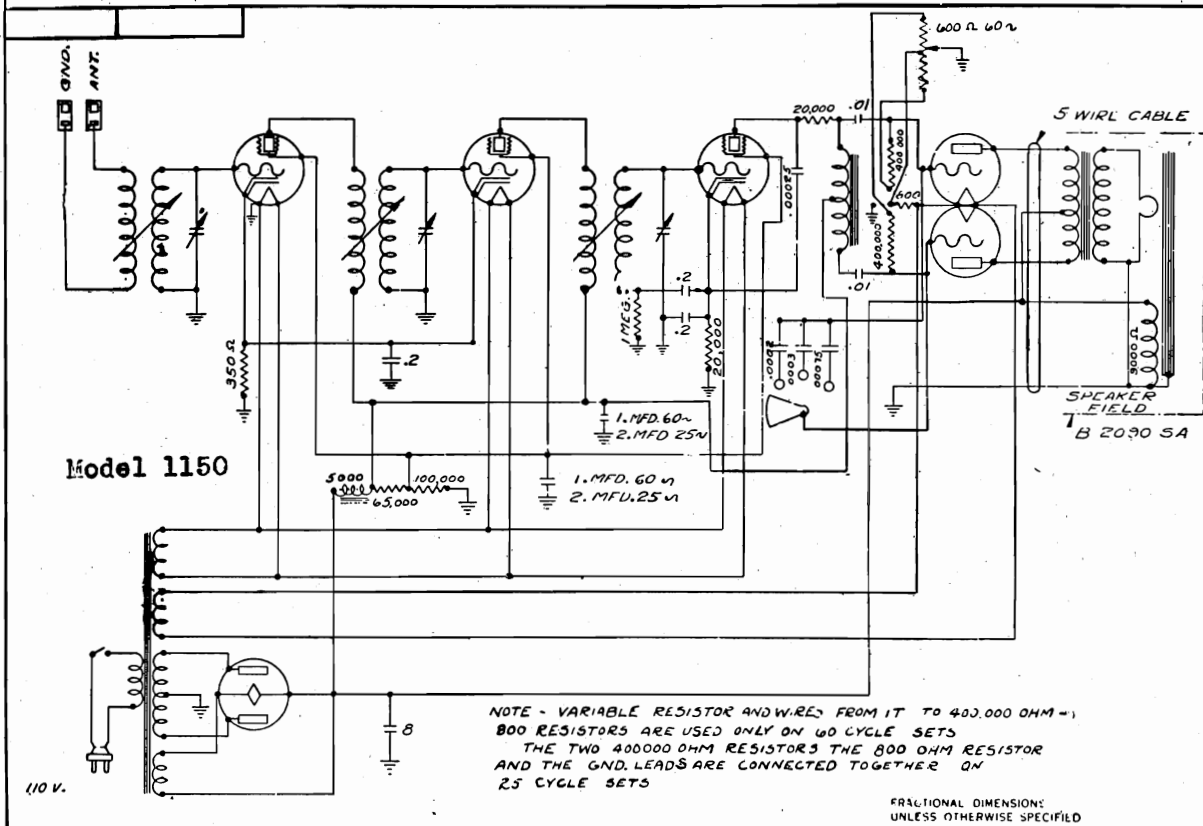 GND.
ANT.
600 Ω 60~
20,000
.01
400,000
5 WIRE CABLE
.00025
600
400,000
.01
.2
.2
1 MEG.
20,000
350 Ω
.2
.0002
.0003
.00075
3000 Ω
SPEAKER
FIELD
B 2090 SA
1. MFD. 60~
2. MFD 25~
Model 1150
5000
100,000
65,000
1. MFD. 60~
2. MFD. 25~
8
110 V.
NOTE - VARIABLE RESISTOR AND WIRES FROM IT TO 400,000 OHM -
800 RESISTORS ARE USED ONLY ON 60 CYCLE SETS
THE TWO 400000 OHM RESISTORS THE 800 OHM RESISTOR
AND THE GND. LEADS ARE CONNECTED TOGETHER ON
25 CYCLE SETS
FRACTIONAL DIMENSIONS
UNLESS OTHERWISE SPECIFIED